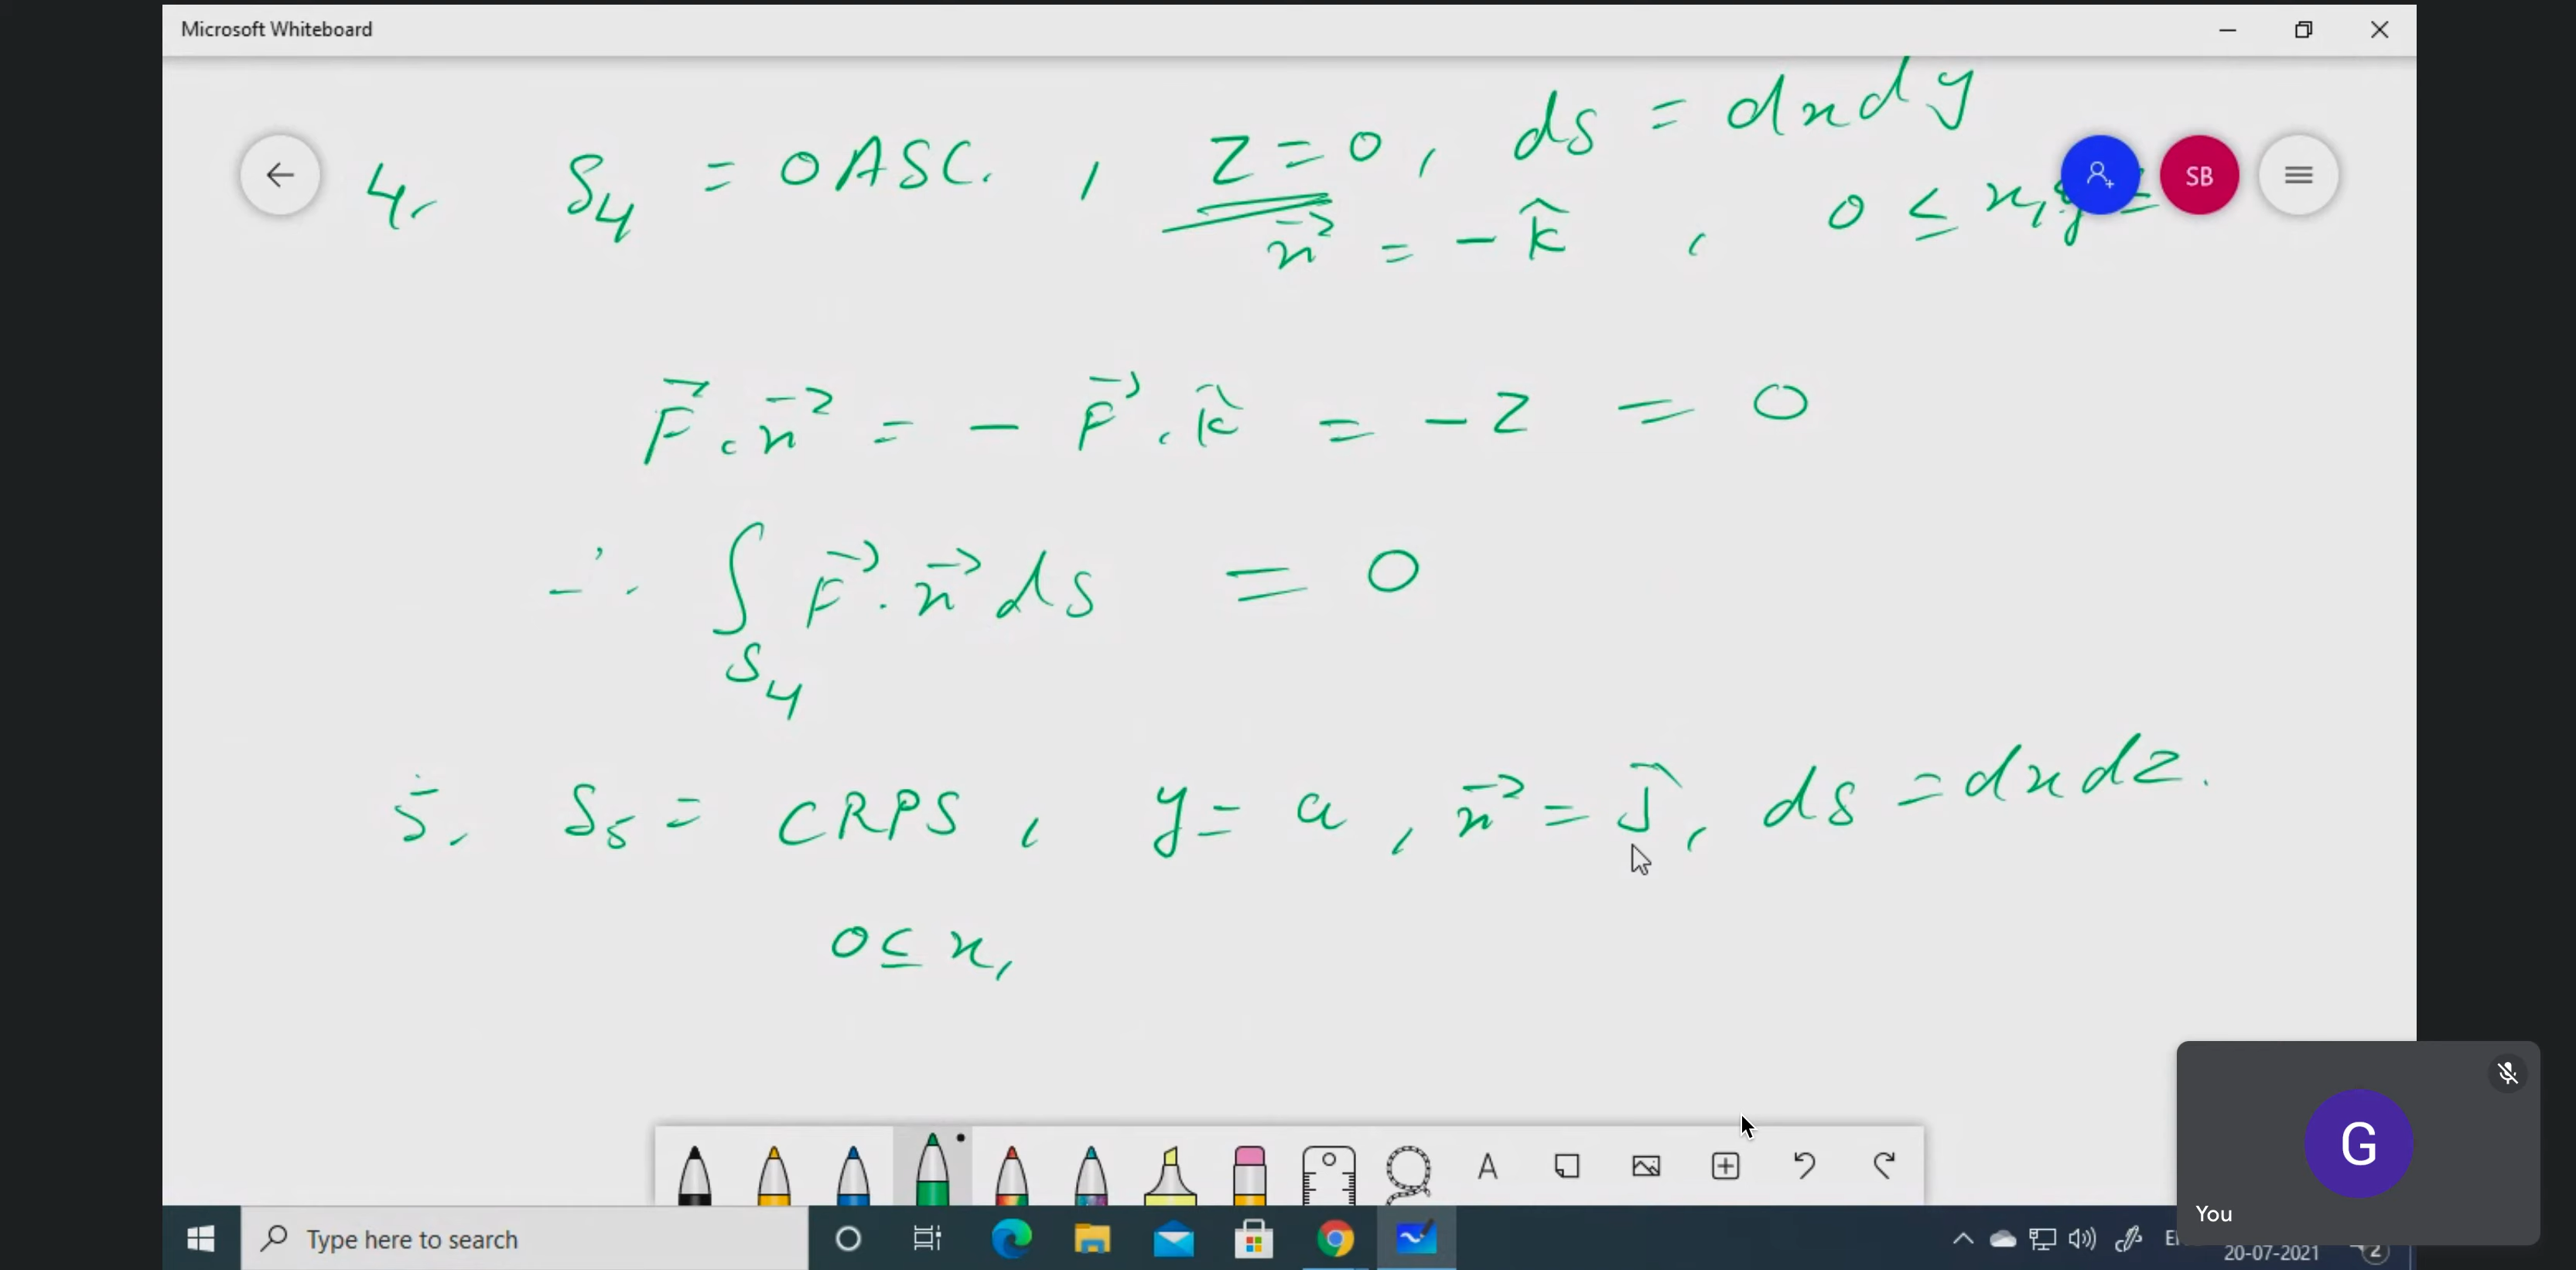 Microsoft Whiteboard
4. S₄ = OASC. , z = 0, ds = dxdy
n⃗ = - k̂ , 0 ≤ x, y ≤
SB
F⃗ . n⃗ = - F⃗ . k̂ = - z = 0
∴ ∫ F⃗ . n⃗ ds = 0
S₄
5. S₅ = CRPS , y = a , n⃗ = ĵ , ds = dxdz.
0 ≤ x,
G
You
A
Type here to search
20-07-2021
2